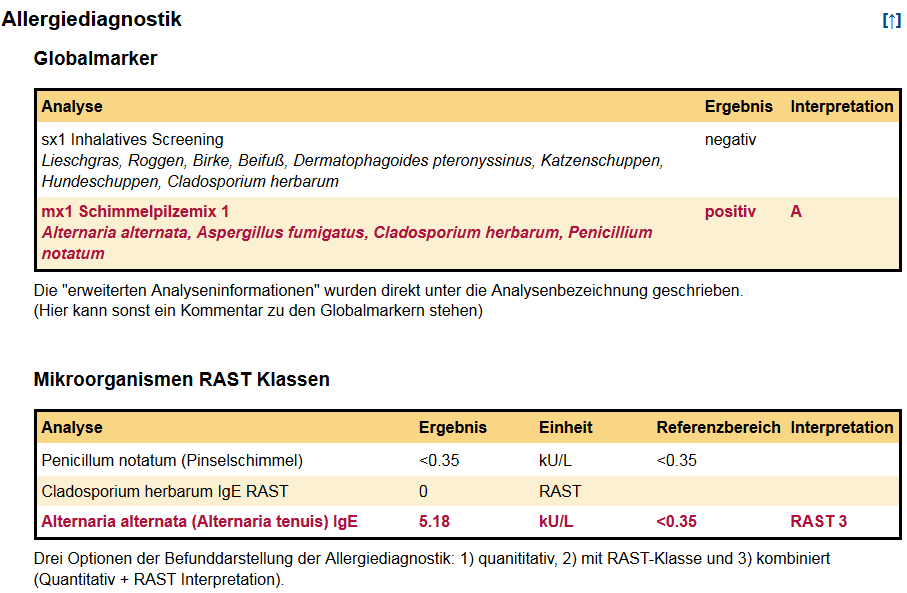 Allergiediagnostik [↑]
Globalmarker
Analyse Ergebnis Interpretation
sx1 Inhalatives Screening negativ
Lieschgras, Roggen, Birke, Beifuß, Dermatophagoides pteronyssinus, Katzenschuppen,
Hundeschuppen, Cladosporium herbarum
mx1 Schimmelpilzemix 1 positiv A
Alternaria alternata, Aspergillus fumigatus, Cladosporium herbarum, Penicillium
notatum
Die "erweiterten Analyseninformationen" wurden direkt unter die Analysenbezeichnung geschrieben.
(Hier kann sonst ein Kommentar zu den Globalmarkern stehen)
Mikroorganismen RAST Klassen
Analyse Ergebnis Einheit Referenzbereich Interpretation
Penicillum notatum (Pinselschimmel) <0.35 kU/L <0.35
Cladosporium herbarum IgE RAST 0 RAST
Alternaria alternata (Alternaria tenuis) IgE 5.18 kU/L <0.35 RAST 3
Drei Optionen der Befunddarstellung der Allergiediagnostik: 1) quanititativ, 2) mit RAST-Klasse und 3) kombiniert
(Quantitativ + RAST Interpretation).